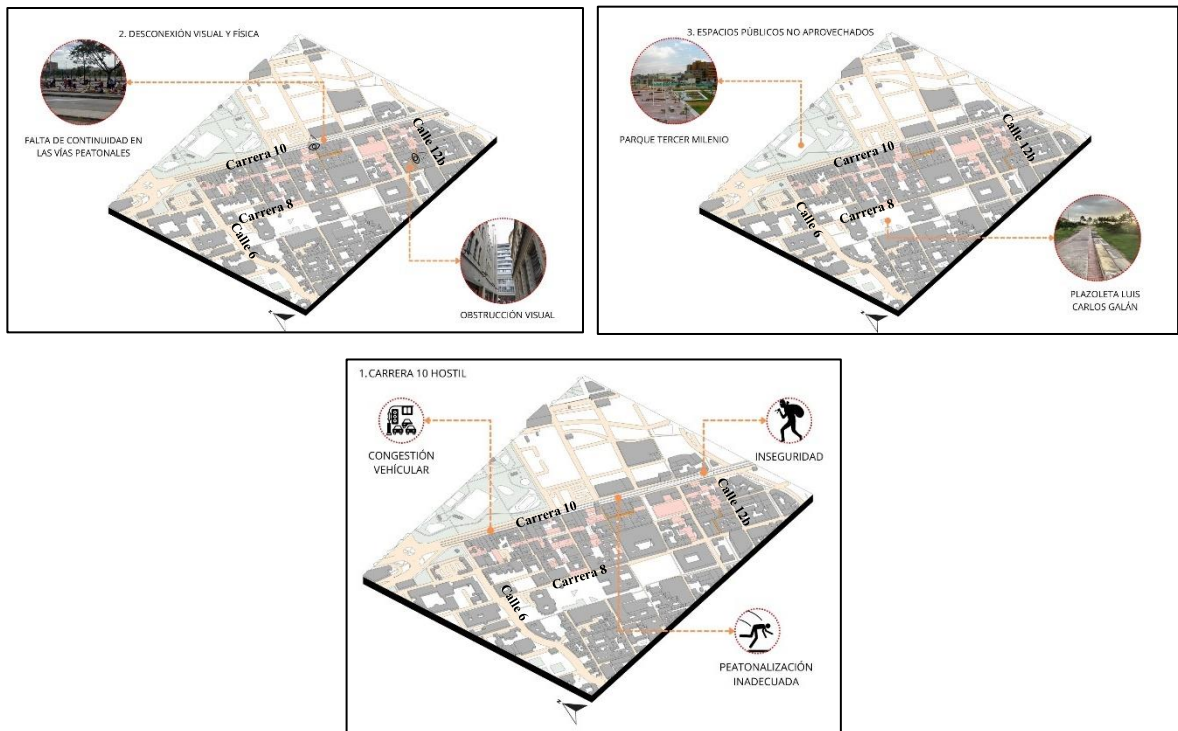 2. DESCONEXIÓN VISUAL Y FÍSICA
FALTA DE CONTINUIDAD EN
LAS VÍAS PEATONALES
Carrera 10
Calle 12b
Carrera 8
Calle 6
OBSTRUCCIÓN VISUAL
3. ESPACIOS PÚBLICOS NO APROVECHADOS
PARQUE TERCER MILENIO
Carrera 10
Calle 12b
Carrera 8
Calle 6
PLAZOLETA LUIS
CARLOS GALÁN
1. CARRERA 10 HOSTIL
CONGESTIÓN
VEHÍCULAR
INSEGURIDAD
Carrera 10
Calle 12b
Carrera 8
Calle 6
PEATONALIZACIÓN
INADECUADA